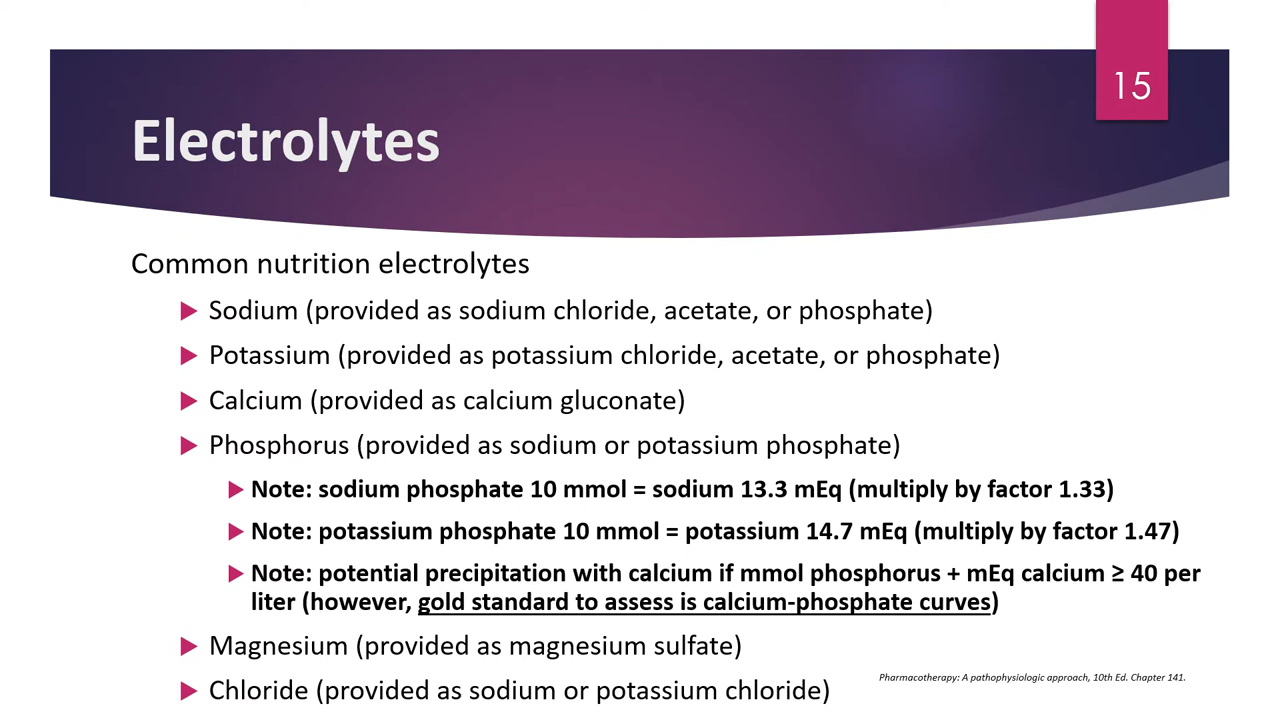 15
Electrolytes
Common nutrition electrolytes
Sodium (provided as sodium chloride, acetate, or phosphate)
Potassium (provided as potassium chloride, acetate, or phosphate)
Calcium (provided as calcium gluconate)
Phosphorus (provided as sodium or potassium phosphate)
Note: sodium phosphate 10 mmol = sodium 13.3 mEq (multiply by factor 1.33)
Note: potassium phosphate 10 mmol = potassium 14.7 mEq (multiply by factor 1.47)
Note: potential precipitation with calcium if mmol phosphorus + mEq calcium ≥ 40 per
liter (however, gold standard to assess is calcium-phosphate curves)
Magnesium (provided as magnesium sulfate)
Chloride (provided as sodium or potassium chloride)
Pharmacotherapy: A pathophysiologic approach, 10th Ed. Chapter 141.